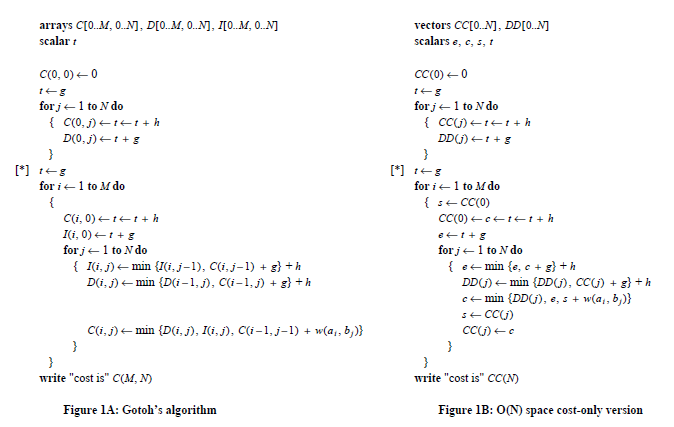 arrays C[0..M, 0..N], D[0..M, 0..N], I[0..M, 0..N]
scalar t
C(0, 0) ← 0
t ← g
for j ← 1 to N do
{ C(0, j) ← t ← t + h
D(0, j) ← t + g
}
[*] t ← g
for i ← 1 to M do
{
C(i, 0) ← t ← t + h
I(i, 0) ← t + g
for j ← 1 to N do
{ I(i, j) ← min {I(i, j−1), C(i, j−1) + g} + h
D(i, j) ← min {D(i−1, j), C(i−1, j) + g} + h
C(i, j) ← min {D(i, j), I(i, j), C(i−1, j−1) + w(aᵢ, bⱼ)}
}
}
write "cost is" C(M, N)
Figure 1A: Gotoh's algorithm
vectors CC[0..N], DD[0..N]
scalars e, c, s, t
CC(0) ← 0
t ← g
for j ← 1 to N do
{ CC(j) ← t ← t + h
DD(j) ← t + g
}
[*] t ← g
for i ← 1 to M do
{ s ← CC(0)
CC(0) ← c ← t ← t + h
e ← t + g
for j ← 1 to N do
{ e ← min {e, c + g} + h
DD(j) ← min {DD(j), CC(j) + g} + h
c ← min {DD(j), e, s + w(aᵢ, bⱼ)}
s ← CC(j)
CC(j) ← c
}
}
write "cost is" CC(N)
Figure 1B: O(N) space cost-only version